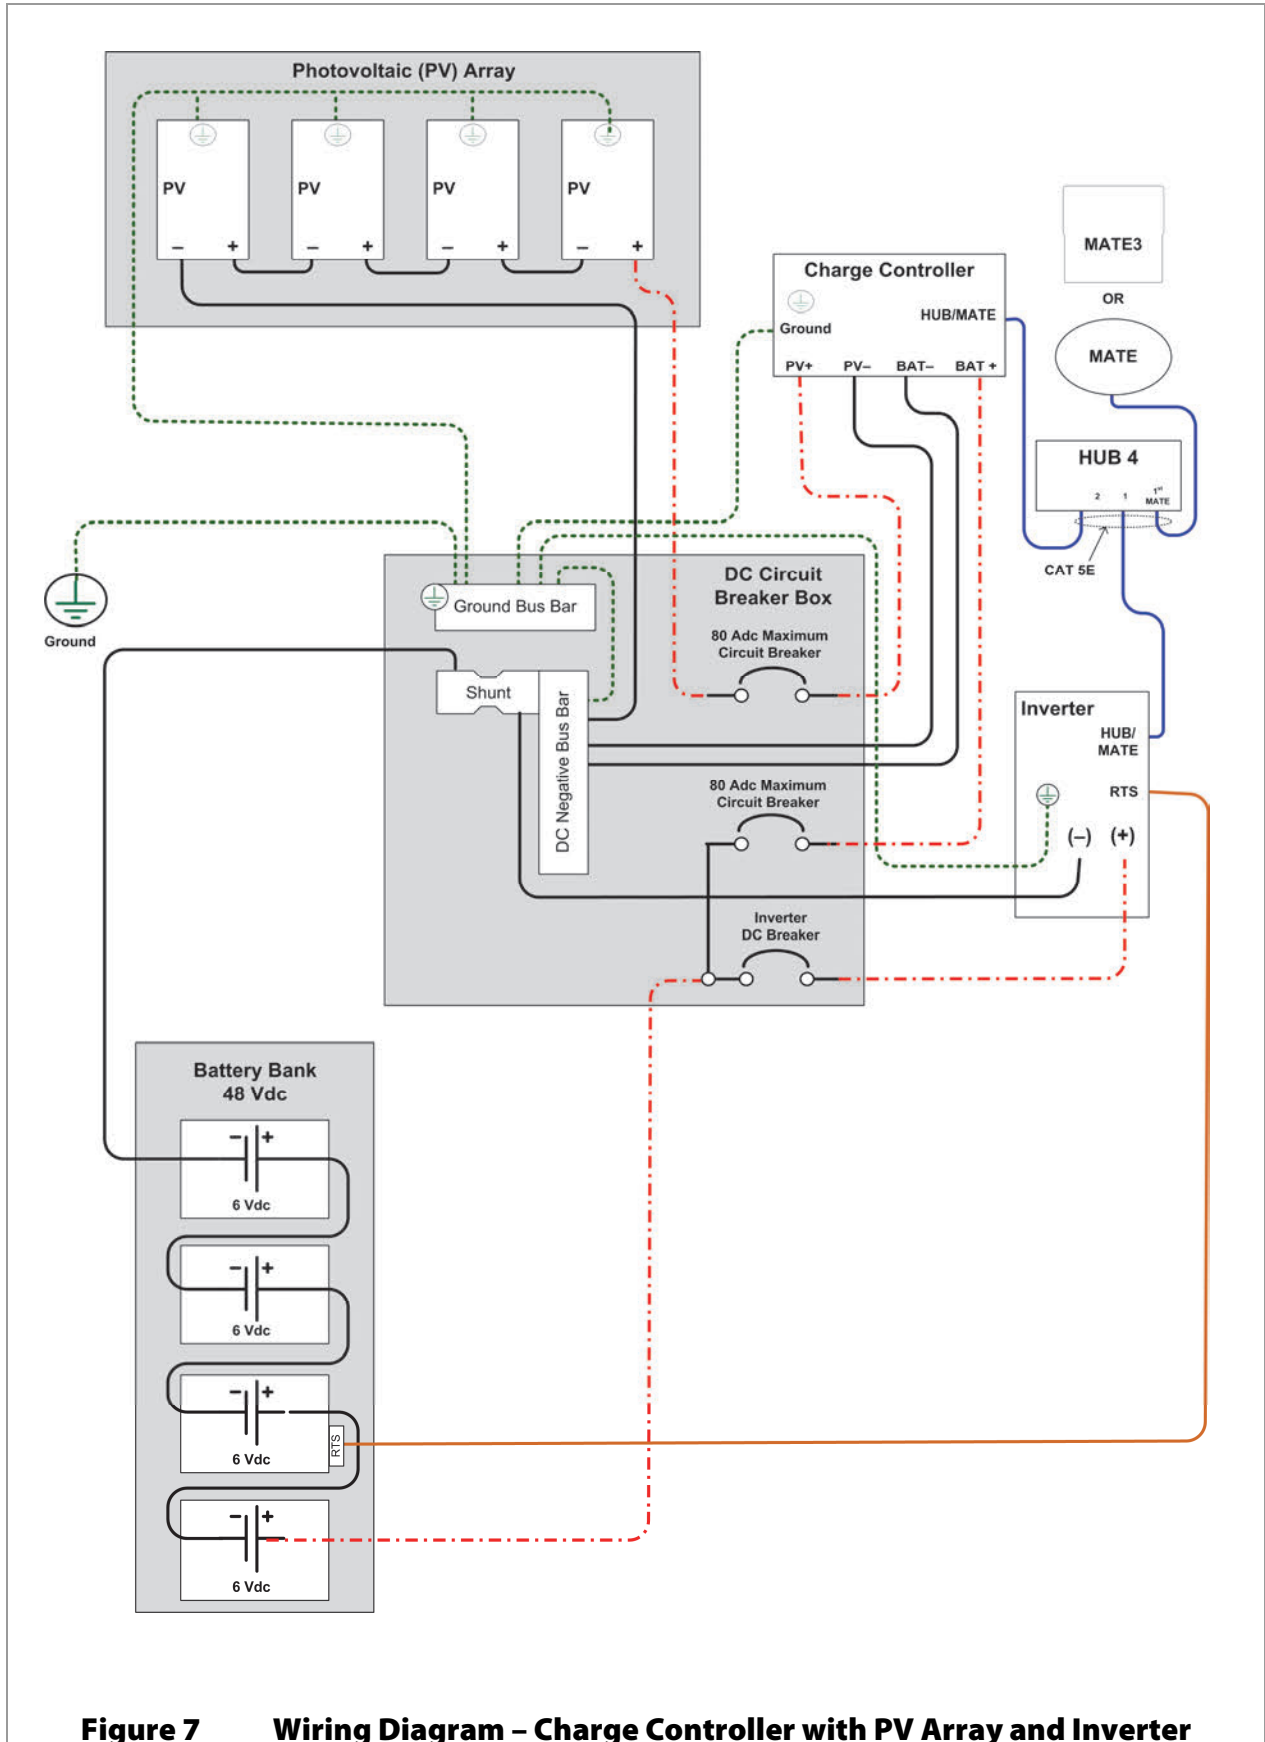 Photovoltaic (PV) Array
PV
PV
PV
PV
– +
– +
– +
– +
Charge Controller
Ground
HUB/MATE
PV+ PV– BAT– BAT +
MATE3
OR
MATE
HUB 4
2 1 1st
MATE
CAT 5E
Ground
Ground Bus Bar
Shunt
DC Negative Bus Bar
DC Circuit
Breaker Box
80 Adc Maximum
Circuit Breaker
80 Adc Maximum
Circuit Breaker
Inverter
DC Breaker
Inverter
HUB/
MATE
RTS
(–) (+)
Battery Bank
48 Vdc
– +
6 Vdc
– +
6 Vdc
– +
6 Vdc
RTS
– +
6 Vdc
Figure 7 Wiring Diagram – Charge Controller with PV Array and Inverter